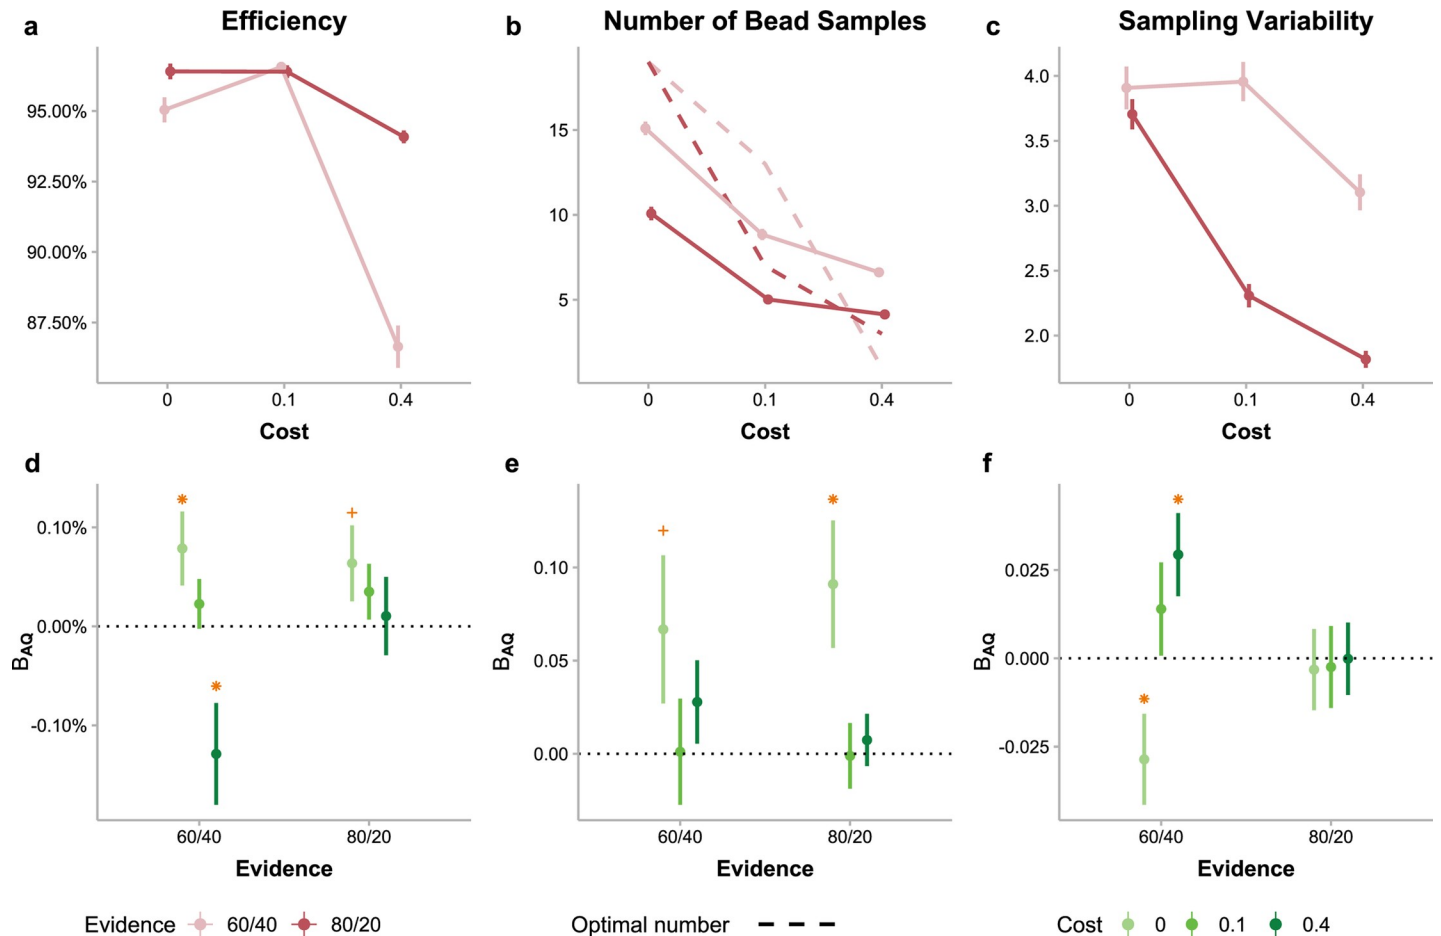 a Efficiency
b Number of Bead Samples
c Sampling Variability
95.00%
92.50%
90.00%
87.50%
0 0.1 0.4
Cost
15
10
5
0 0.1 0.4
Cost
4.0
3.5
3.0
2.5
2.0
0 0.1 0.4
Cost
d
0.10%
0.00%
-0.10%
BAQ
60/40 80/20
Evidence
e
0.10
0.05
0.00
BAQ
60/40 80/20
Evidence
f
0.025
0.000
-0.025
BAQ
60/40 80/20
Evidence
Evidence 60/40 80/20
Optimal number
Cost 0 0.1 0.4